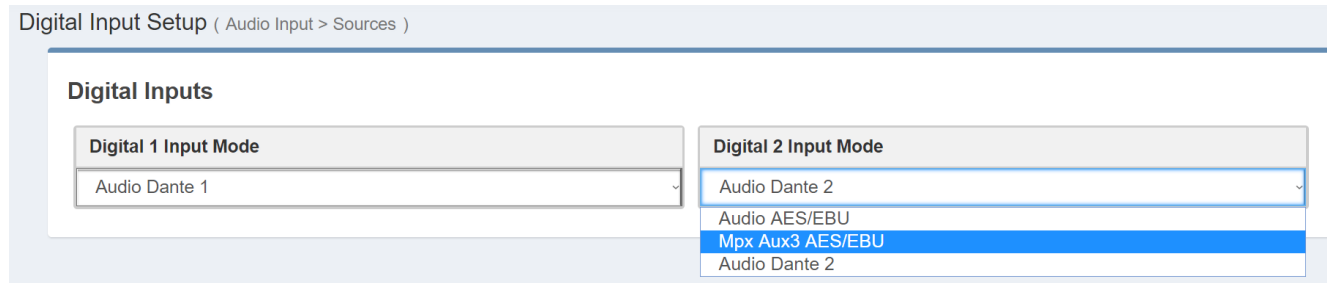 Digital Input Setup ( Audio Input > Sources )
Digital Inputs
Digital 1 Input Mode
Audio Dante 1
Digital 2 Input Mode
Audio Dante 2
Audio AES/EBU
Mpx Aux3 AES/EBU
Audio Dante 2